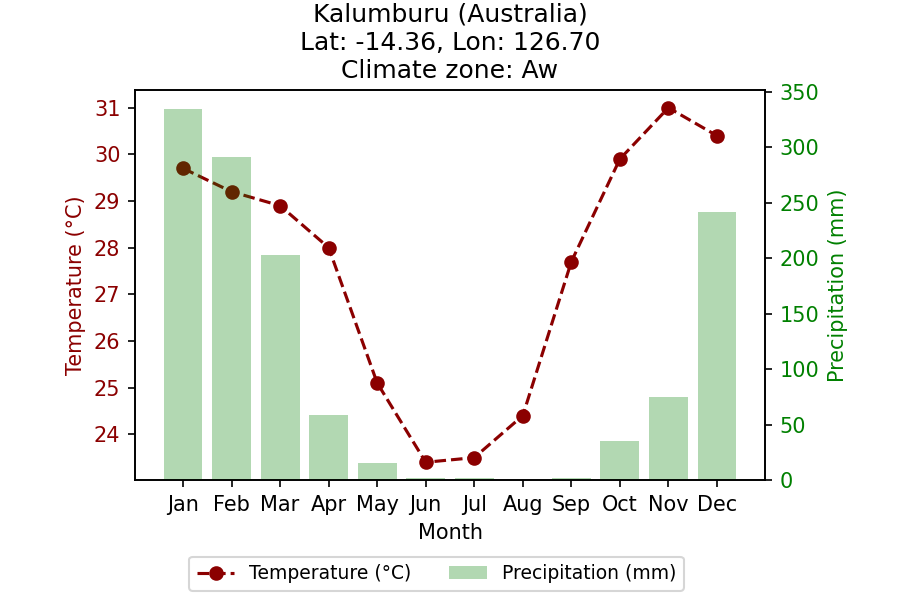 Kalumburu (Australia)
Lat: -14.36, Lon: 126.70
Climate zone: Aw
Temperature (°C)
31
30
29
28
27
26
25
24
350
300
250
200
150
100
50
0
Precipitation (mm)
Jan Feb Mar Apr May Jun Jul Aug Sep Oct Nov Dec
Month
Temperature (°C) Precipitation (mm)